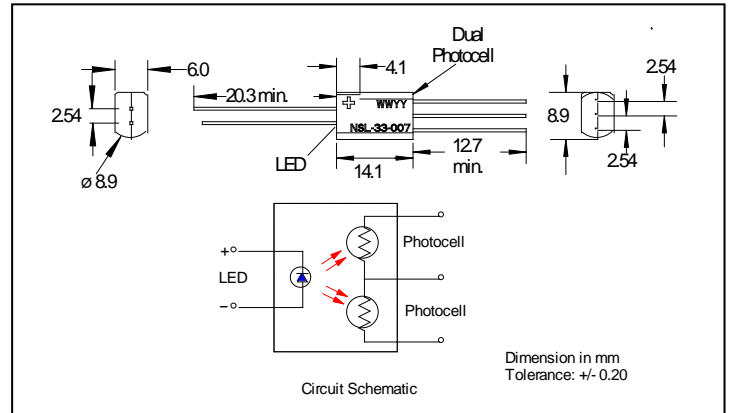 Dual
Photocell
6.0
4.1
2.54
20.3 min.
2.54
+ WWYY
8.9
NSL-33-007
12.7
min.
LED
14.1
2.54
ø 8.9
Photocell
+
LED
Photocell
–
Dimension in mm
Tolerance: +/- 0.20
Circuit Schematic